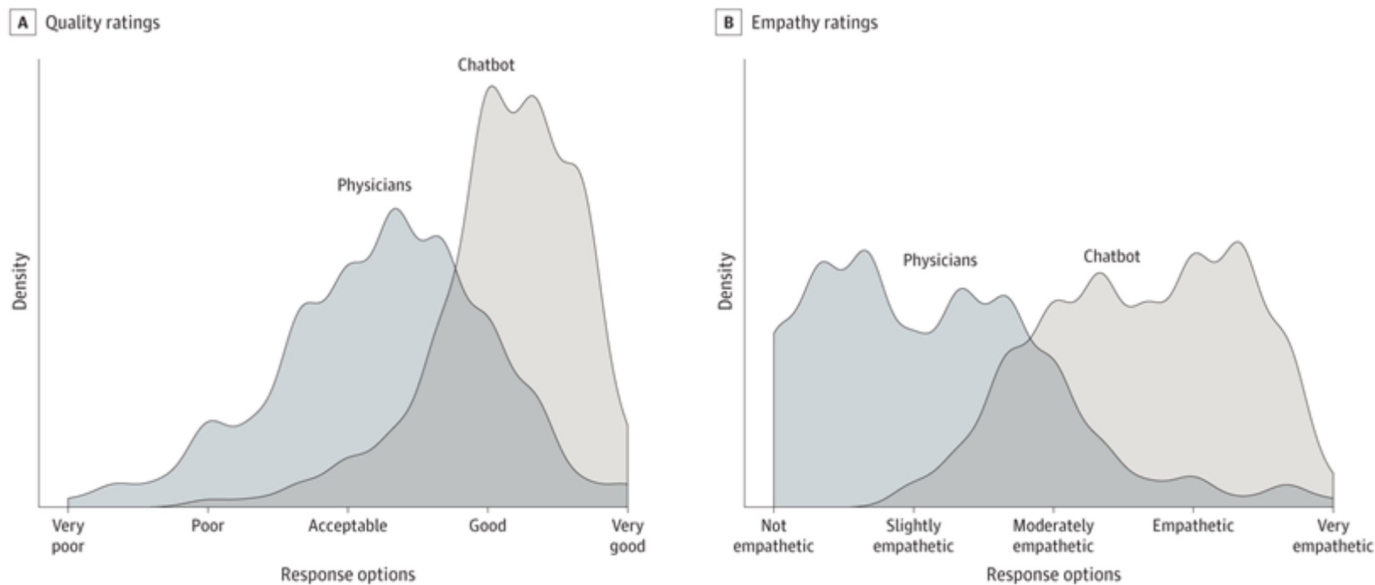 A Quality ratings
Chatbot
Physicians
Density
Very
poor
Poor
Acceptable
Good
Very
good
Response options
B Empathy ratings
Physicians
Chatbot
Density
Not
empathetic
Slightly
empathetic
Moderately
empathetic
Empathetic
Very
empathetic
Response options